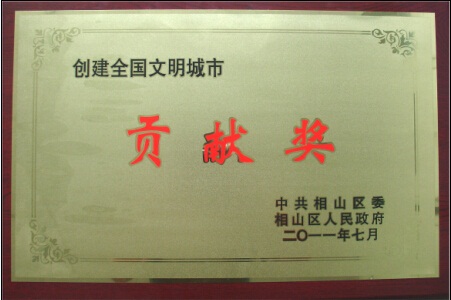 创建全国文明城市
贡献奖
中共相山区委
相山区人民政府
二〇一一年七月